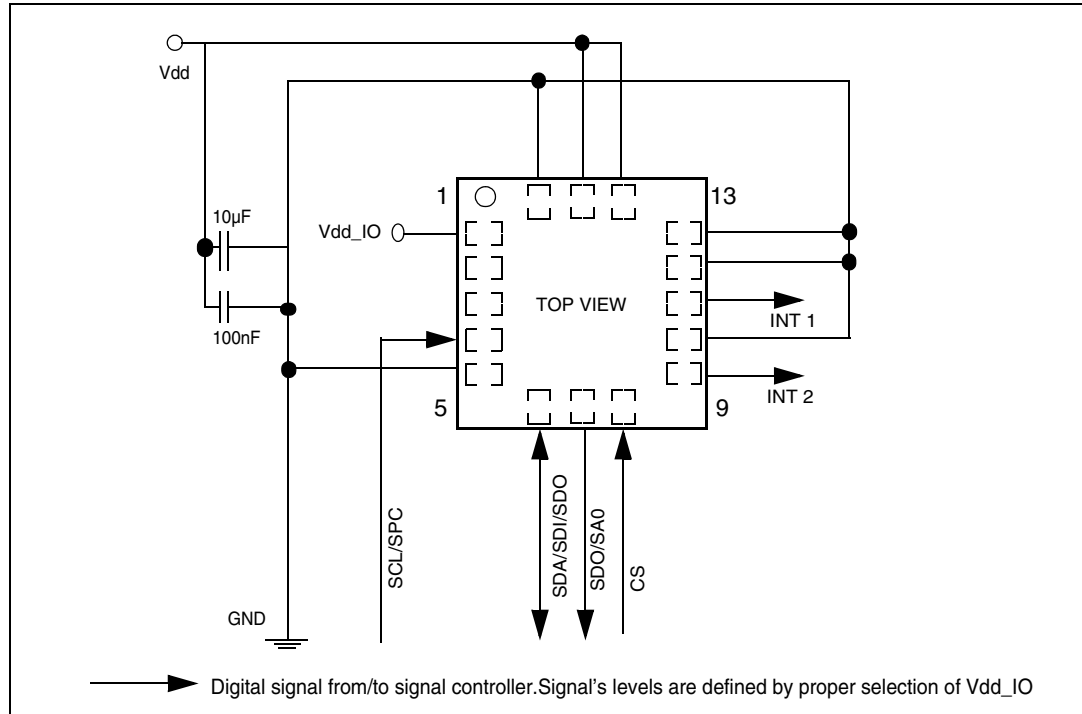 Vdd
1
13
10µF
Vdd_IO
TOP VIEW
INT 1
100nF
INT 2
5
9
SCL/SPC
SDA/SDI/SDO
SDO/SA0
CS
GND
Digital signal from/to signal controller.Signal's levels are defined by proper selection of Vdd_IO